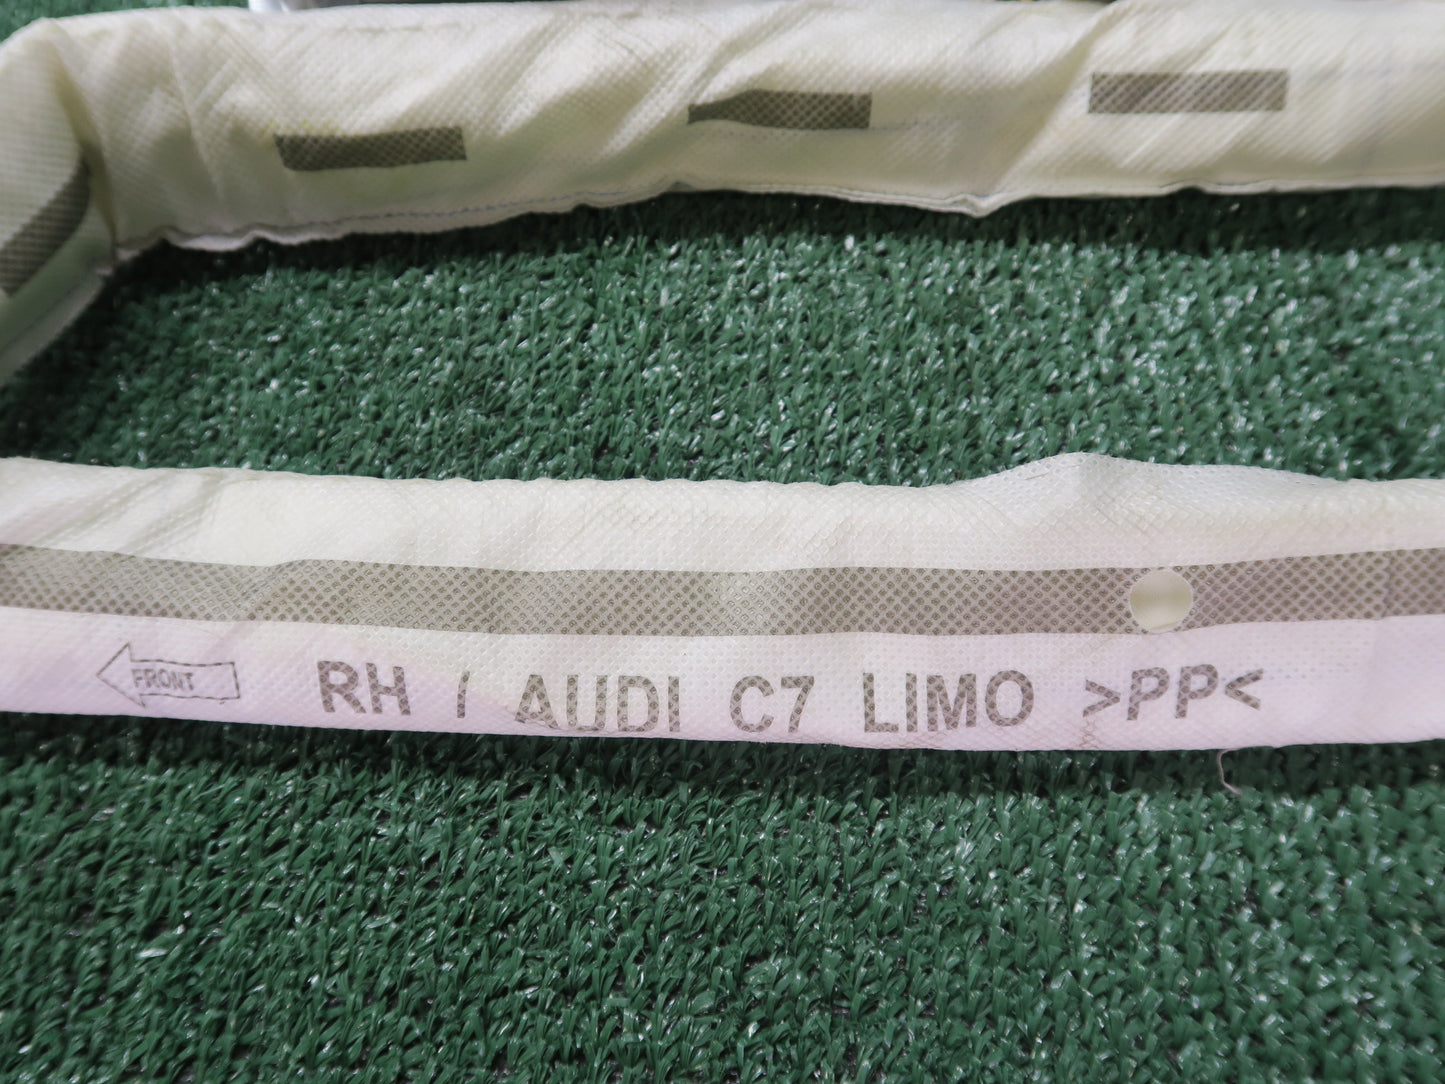 FRONT RH / AUDI C7 LIMO >PP<